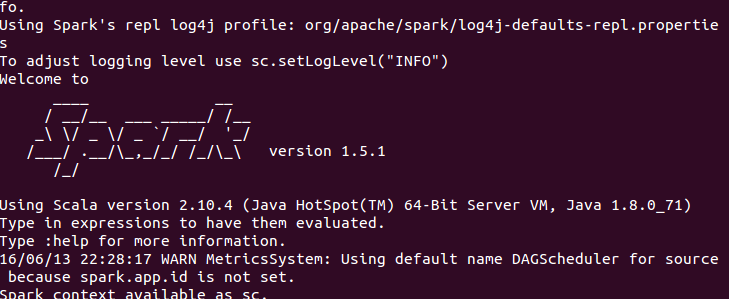 fo.
Using Spark's repl log4j profile: org/apache/spark/log4j-defaults-repl.propertie
s
To adjust logging level use sc.setLogLevel("INFO")
Welcome to
      ____              __
     / __/__  ___ _____/ /__
    _\ \/ _ \/ _ `/ __/  '_/
   /___/ .__/\_,_/_/ /_/\_\   version 1.5.1
      /_/
Using Scala version 2.10.4 (Java HotSpot(TM) 64-Bit Server VM, Java 1.8.0_71)
Type in expressions to have them evaluated.
Type :help for more information.
16/06/13 22:28:17 WARN MetricsSystem: Using default name DAGScheduler for source
 because spark.app.id is not set.
Spark context available as sc.